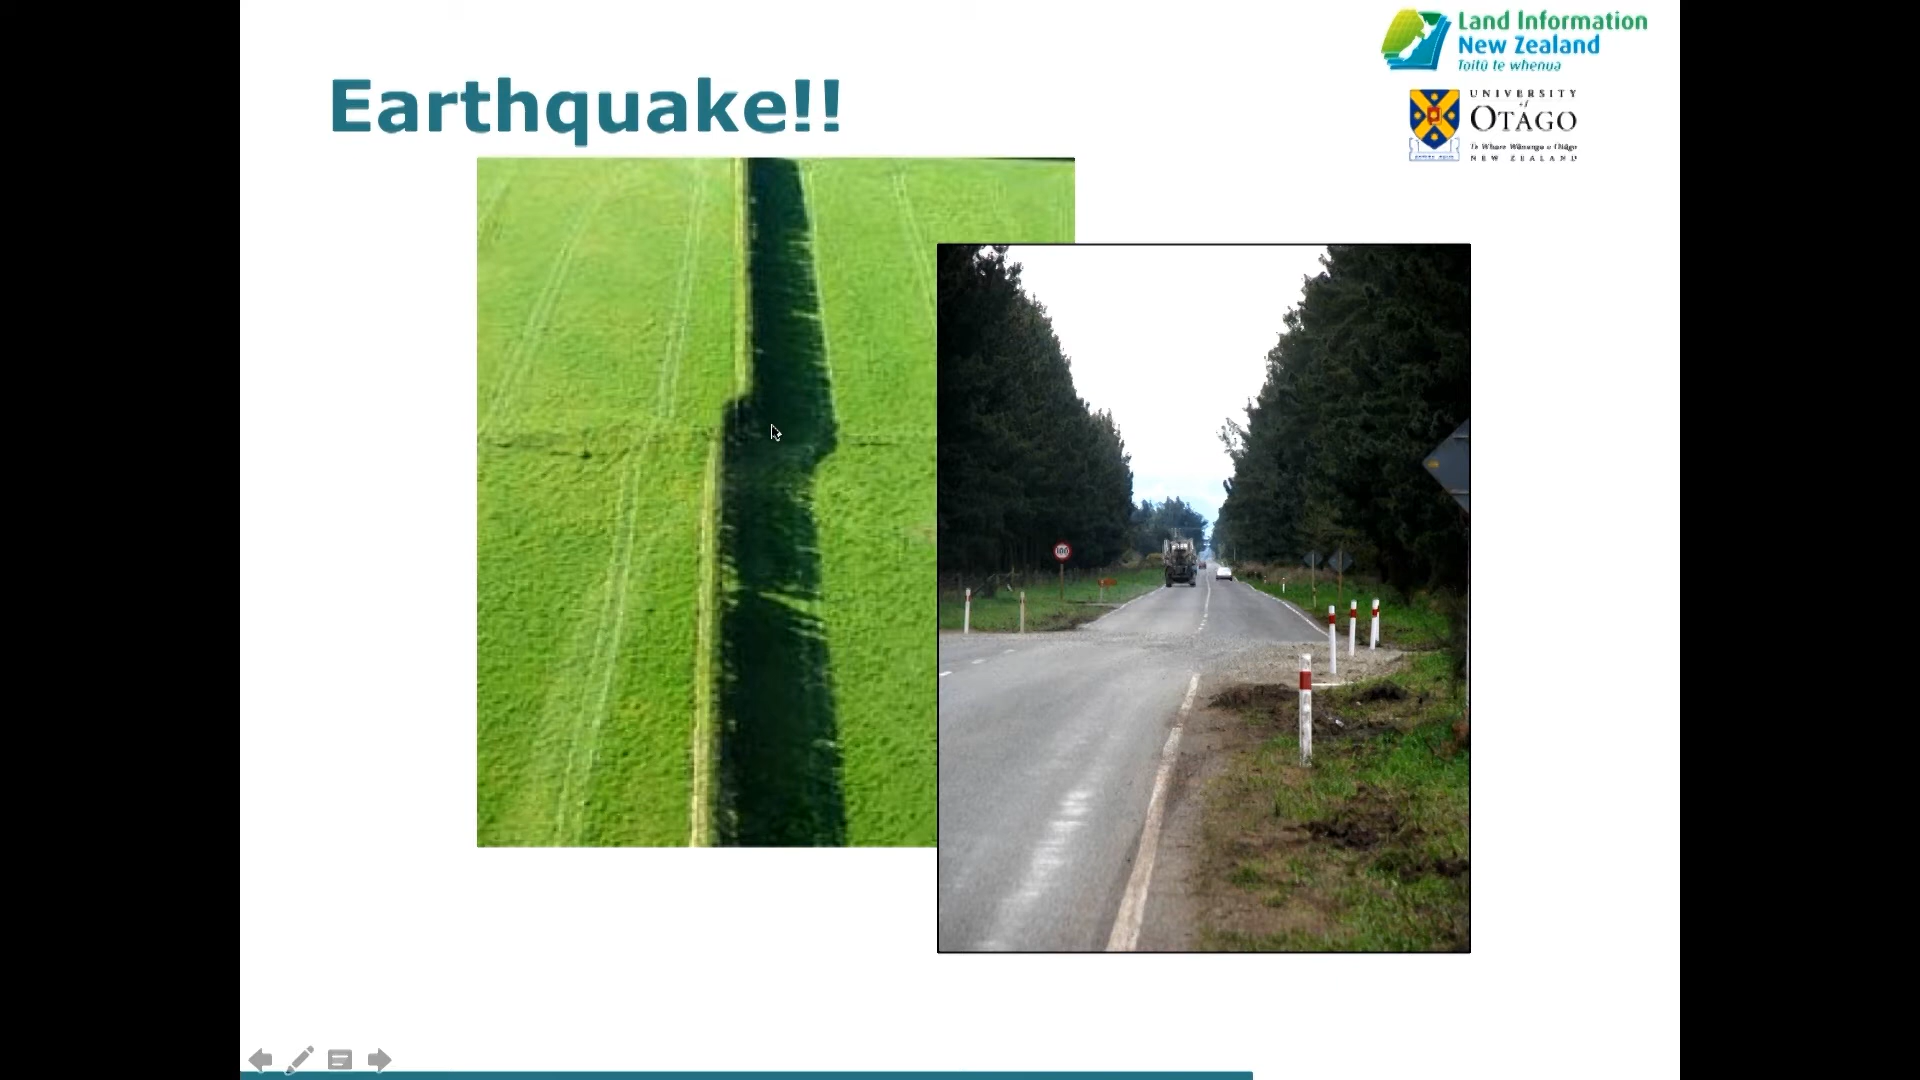 Land Information
New Zealand
Toitū te whenua
Earthquake!!
UNIVERSITY
of
OTAGO
Te Whare Wānanga o Otāgo
NEW ZEALAND
100